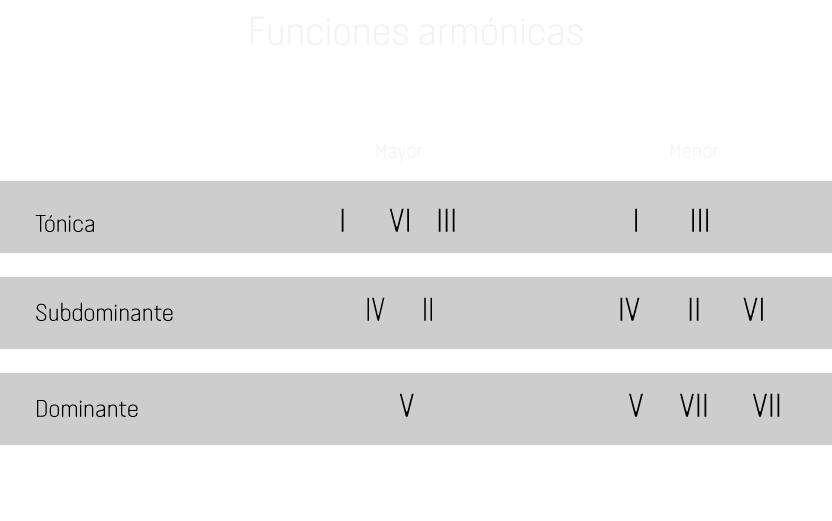 Funciones armónicas
Mayor Menor
Tónica I VI III I III
Subdominante IV II IV II VI
Dominante V V VII VII